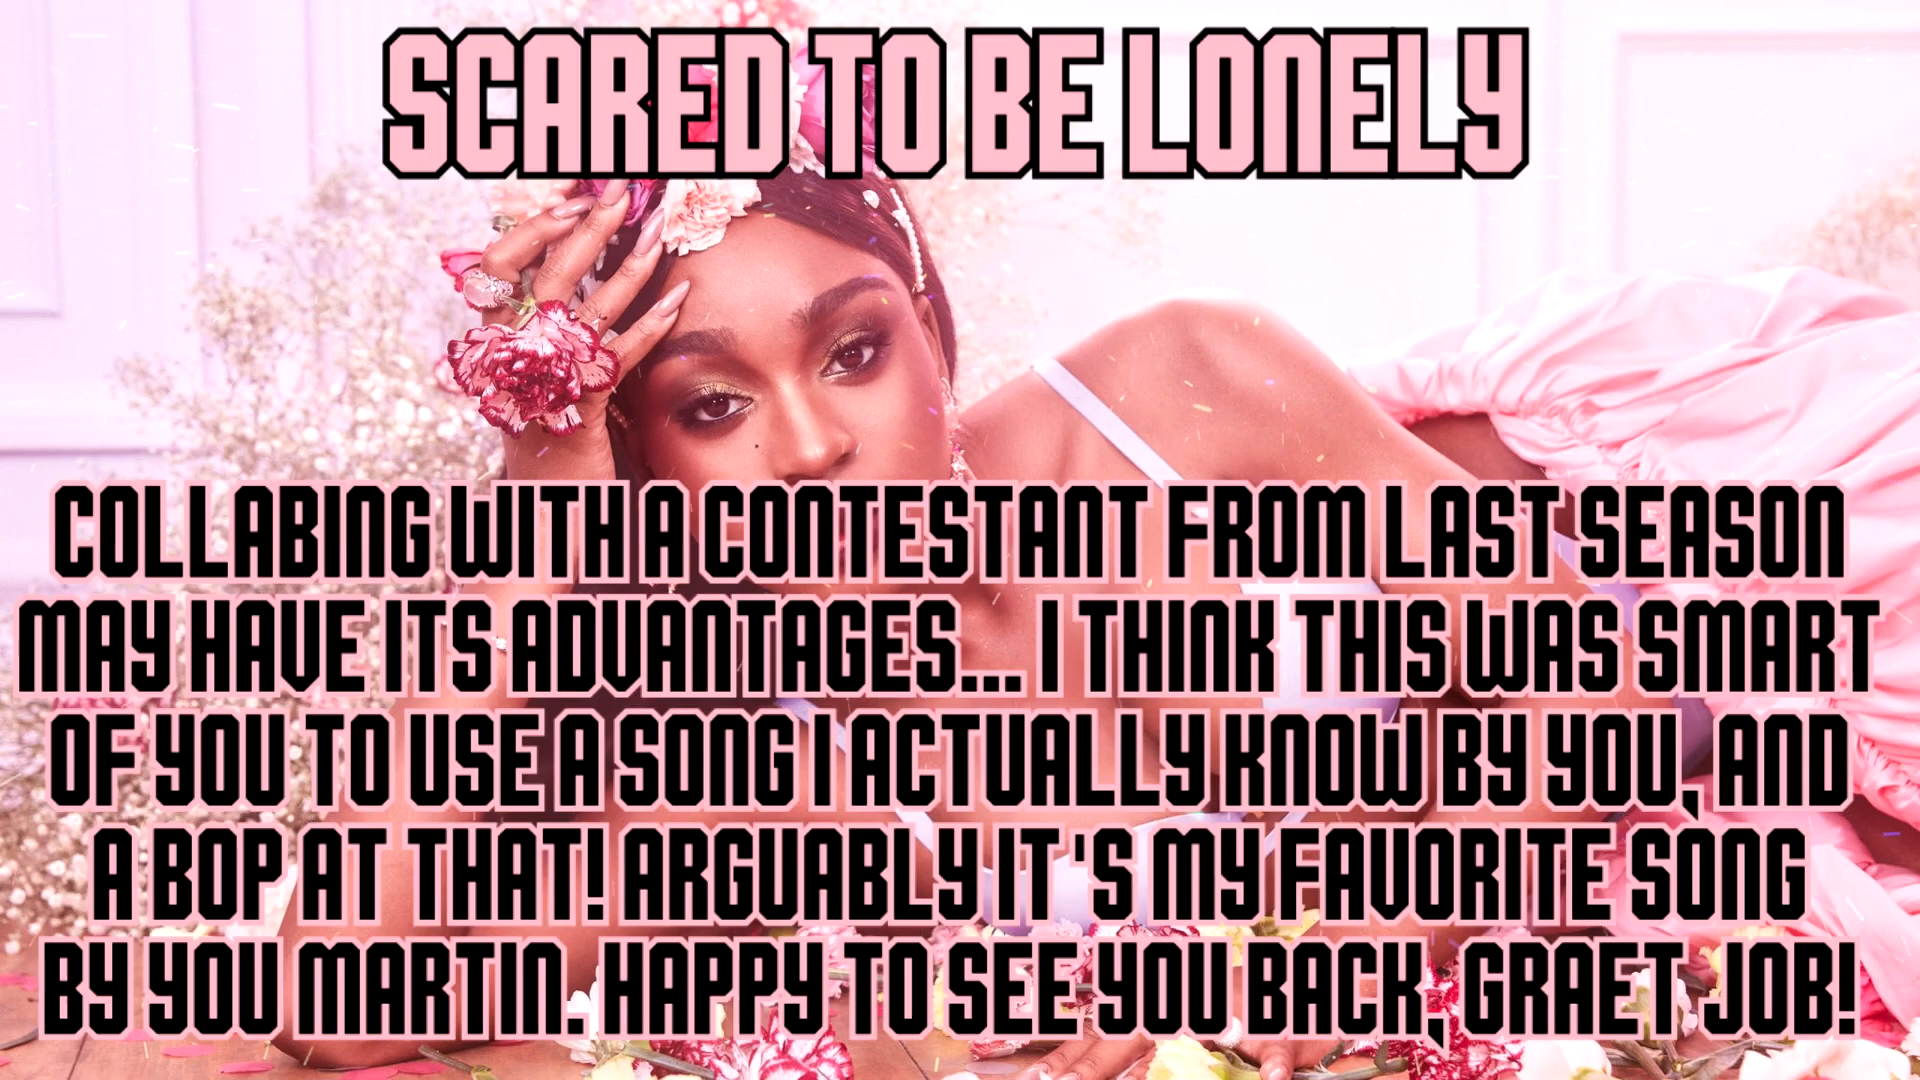 SCARED TO BE LONELY
COLLABING WITH A CONTESTANT FROM LAST SEASON
MAY HAVE ITS ADVANTAGES... I THINK THIS WAS SMART
OF YOU TO USE A SONG I ACTUALLY KNOW BY YOU, AND
A BOP AT THAT! ARGUABLY IT'S MY FAVORITE SONG
BY YOU MARTIN. HAPPY TO SEE YOU BACK, GRAET JOB!